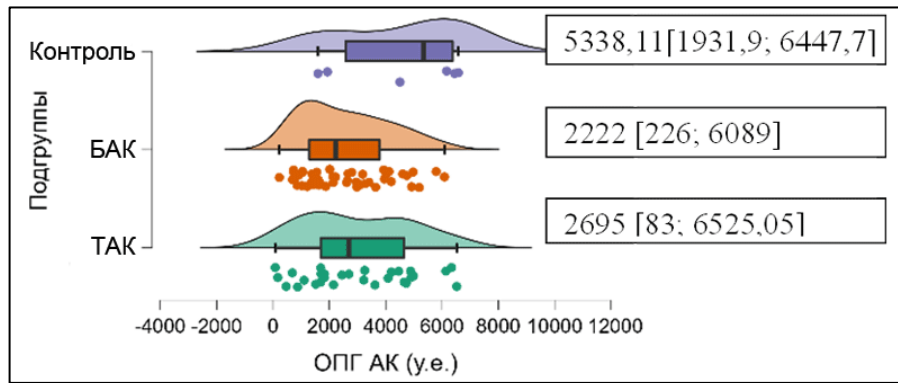 Контроль
5338,11[1931,9; 6447,7]
Подгруппы
БАК
2222 [226; 6089]
ТАК
2695 [83; 6525,05]
-4000 -2000 0 2000 4000 6000 8000 10000 12000
ОПГ АК (у.е.)